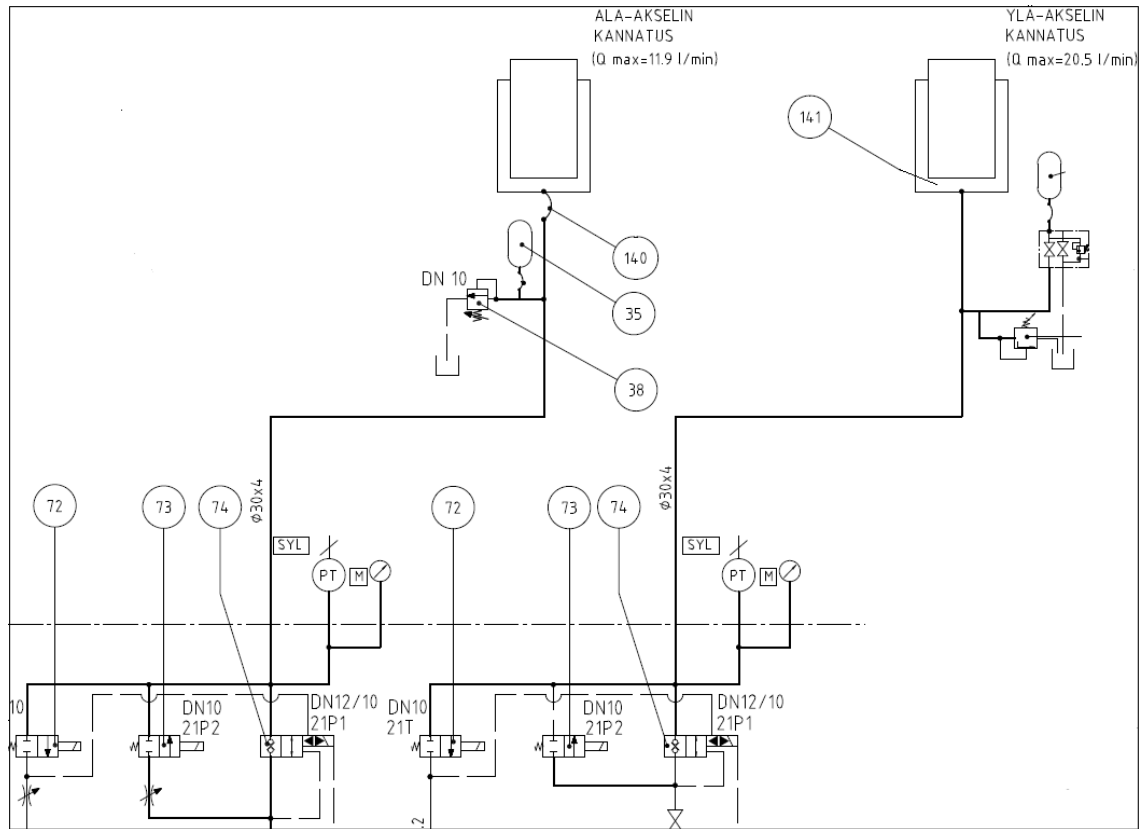 ALA-AKSELIN
KANNATUS
(Q max=11.9 l/min)
YLÄ-AKSELIN
KANNATUS
(Q max=20.5 l/min)
141
140
DN 10
35
38
72
73
74
Ø30x4
72
73
74
Ø30x4
SYL
PT
M
SYL
PT
M
10
DN10
21P2
DN12/10
21P1
DN10
21T
DN10
21P2
DN12/10
21P1
.2